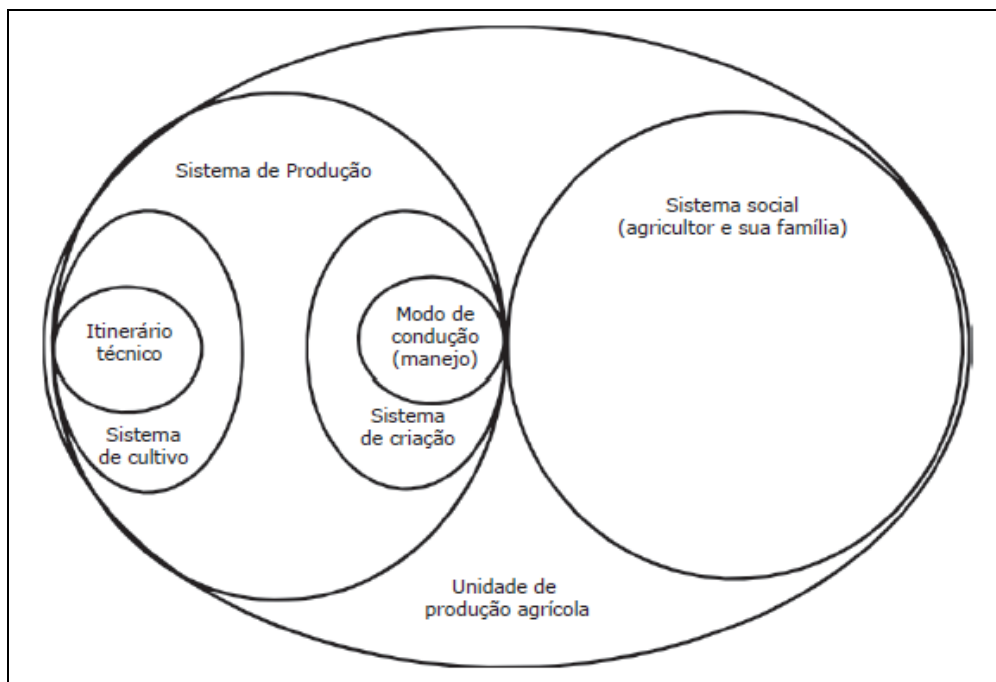 Sistema de Produção
Sistema social
(agricultor e sua família)
Itinerário
técnico
Modo de
condução
(manejo)
Sistema
de criação
Sistema
de cultivo
Unidade de
produção agrícola